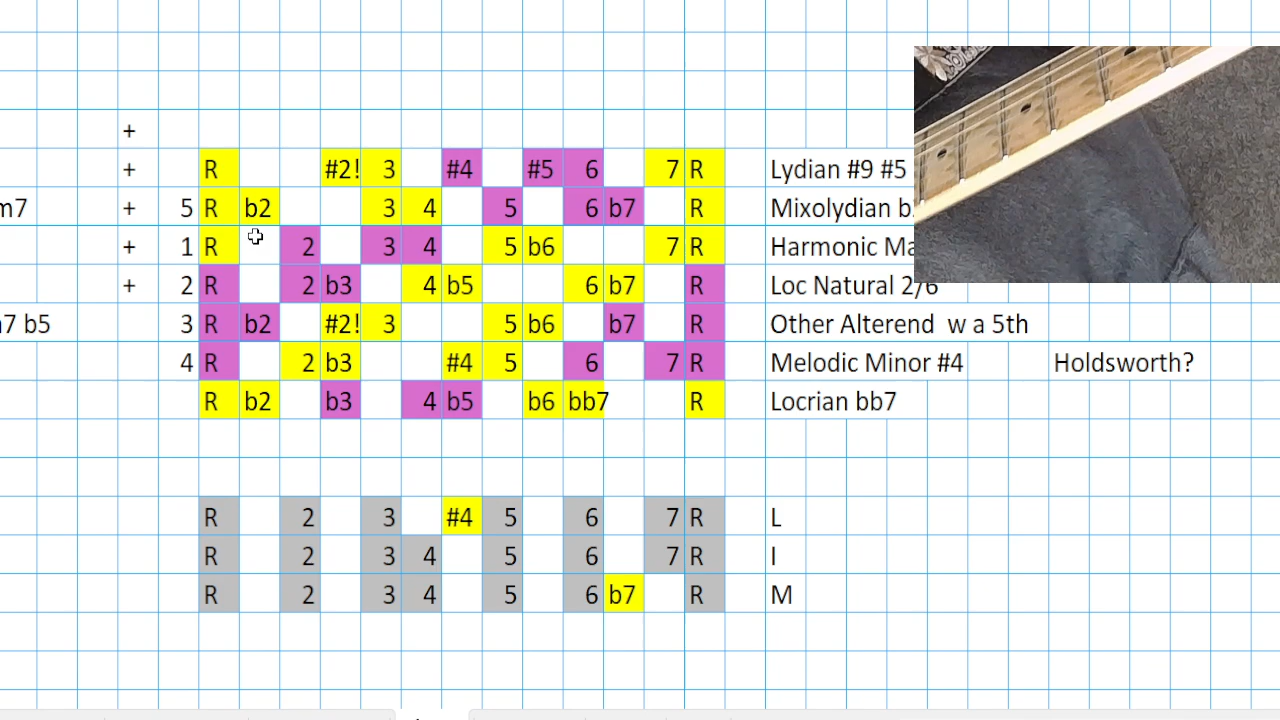 +
+ R #2! 3 #4 #5 6 7 R Lydian #9 #5
m7 + 5 R b2 3 4 5 6 b7 R Mixolydian
+ 1 R 2 3 4 5 b6 7 R Harmonic
+ 2 R 2 b3 4 b5 6 b7 R Loc Natural 2/6
7 b5 3 R b2 #2! 3 5 b6 b7 R Other Alterend w a 5th
4 R 2 b3 #4 5 6 7 R Melodic Minor #4 Holdsworth?
R b2 b3 4 b5 b6 bb7 R Locrian bb7
R 2 3 #4 5 6 7 R L
R 2 3 4 5 6 7 R I
R 2 3 4 5 6 b7 R M